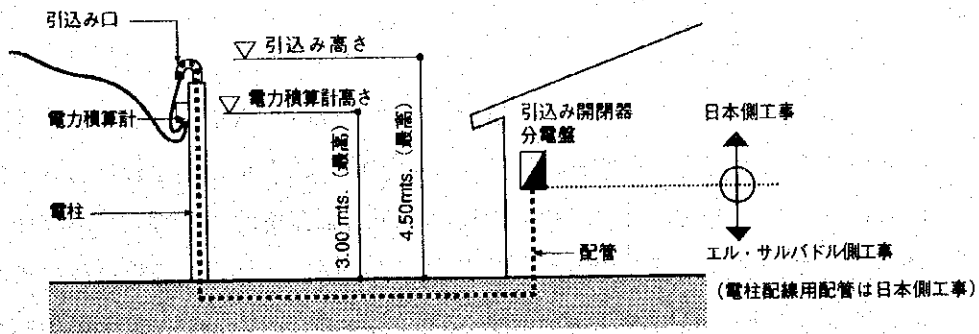 引込み口
引込み高さ
電力積算計高さ
電力積算計
電柱
3.00 mts. (最高)
4.50mts. (最高)
引込み開閉器
分電盤
配管
日本側工事
エル・サルバドル側工事
(電柱配線用配管は日本側工事)